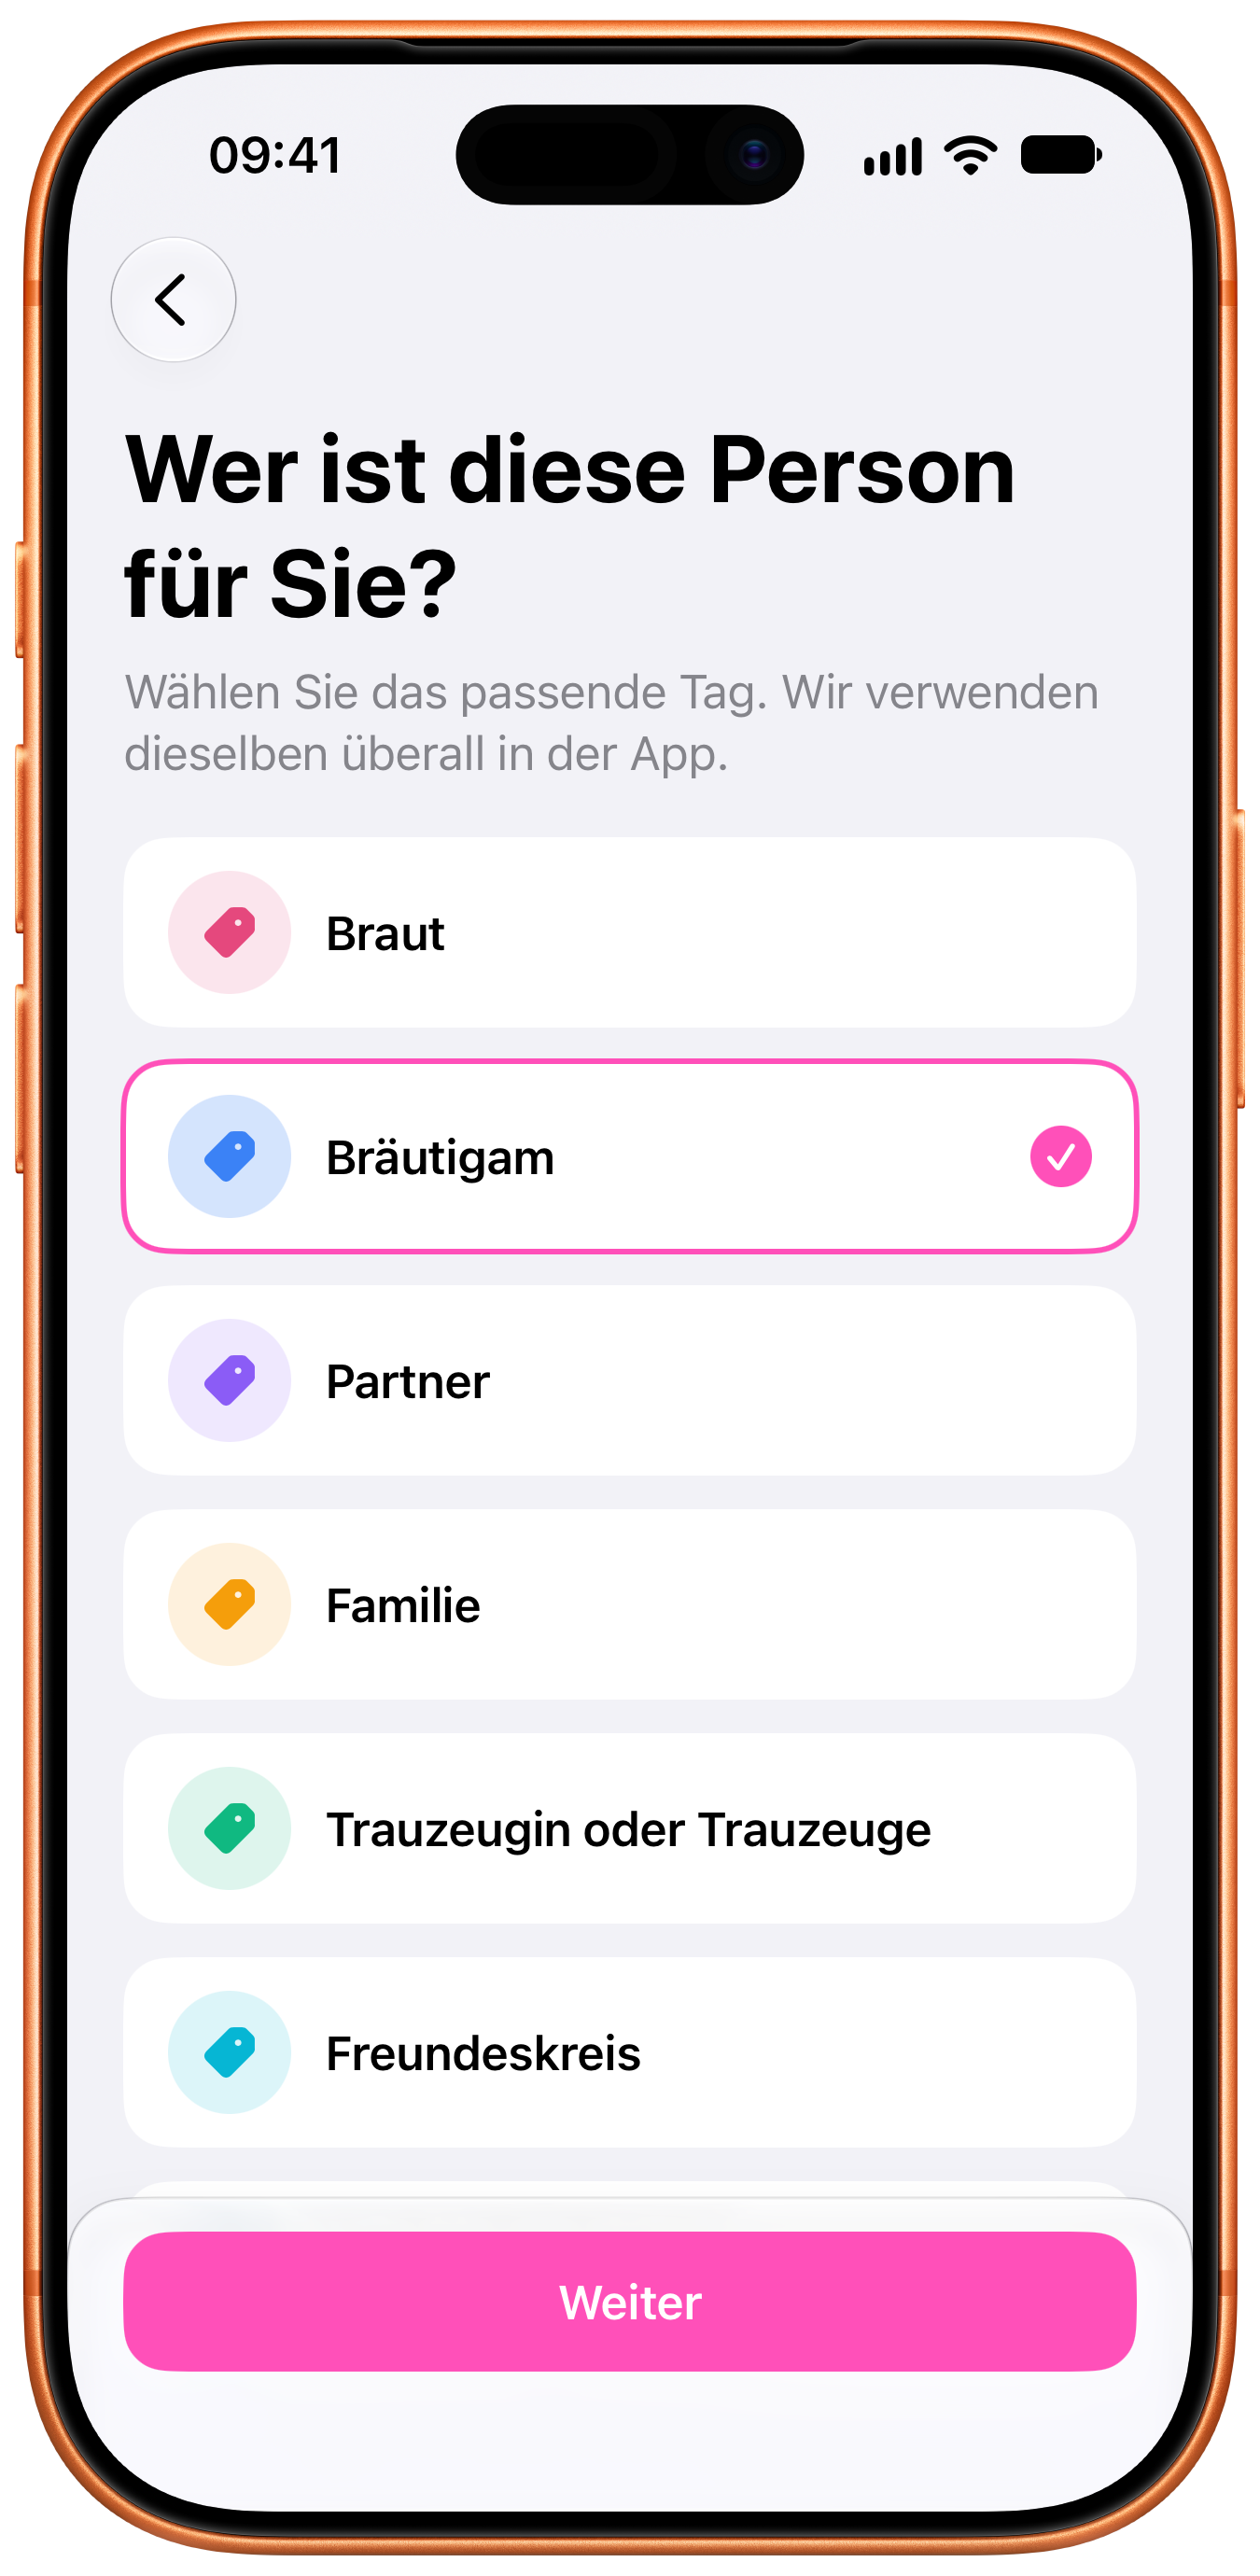 09:41
Wer ist diese Person
für Sie?
Wählen Sie das passende Tag. Wir verwenden
dieselben überall in der App.
Braut
Bräutigam
Partner
Familie
Trauzeugin oder Trauzeuge
Freundeskreis
Weiter